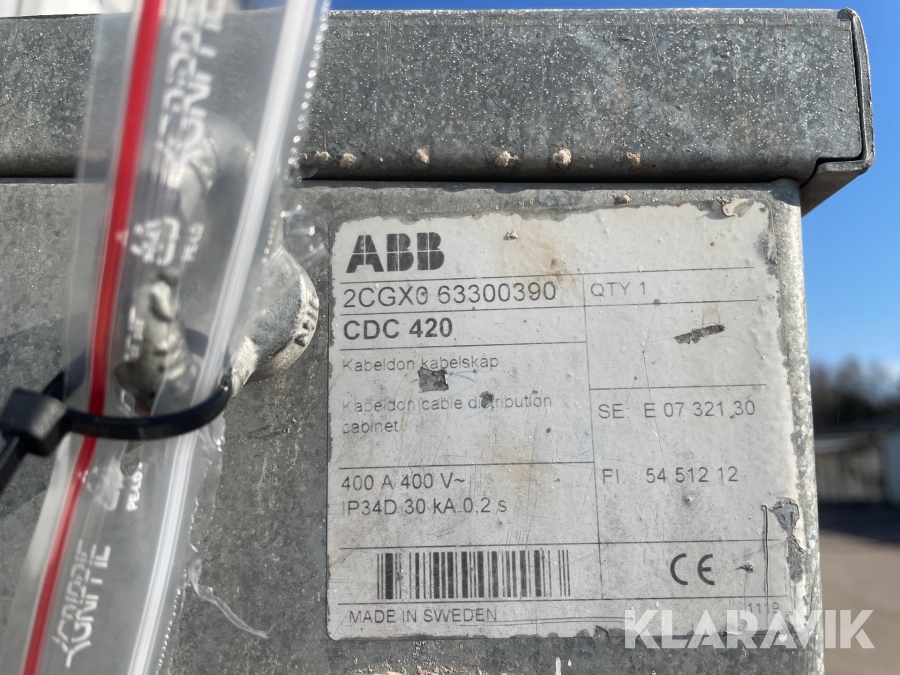 ABB
2CGX0 63300390
QTY 1
CDC 420
Kabeldon kabelskåp
Kabeldon cable distribution
cabinet
SE: E 07 321 30
400 A 400 V~
FI. 54 512 12
IP34D 30 kA 0,2 s
CE
MADE IN SWEDEN
1119
KLARAVIK
GRIPPIE